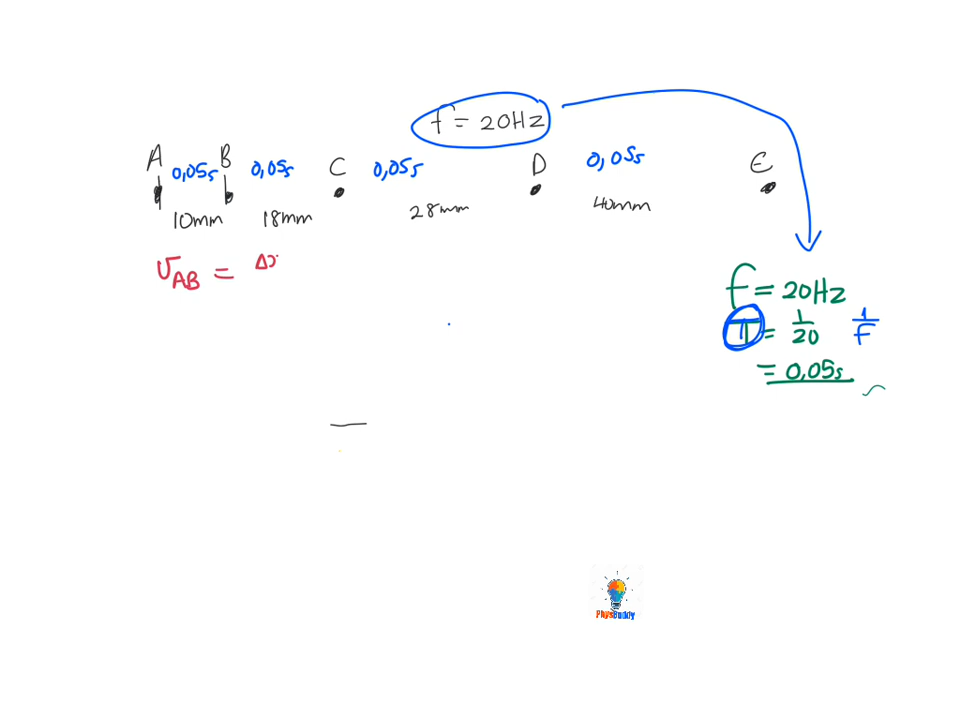 f = 20Hz
A 0,05s B 0,05s C 0,05s D 0,05s E
10mm 18mm 28mm 40mm
v_AB = Δx
f = 20Hz
T = 1/20 1/f
= 0,05s
PhysBuddy